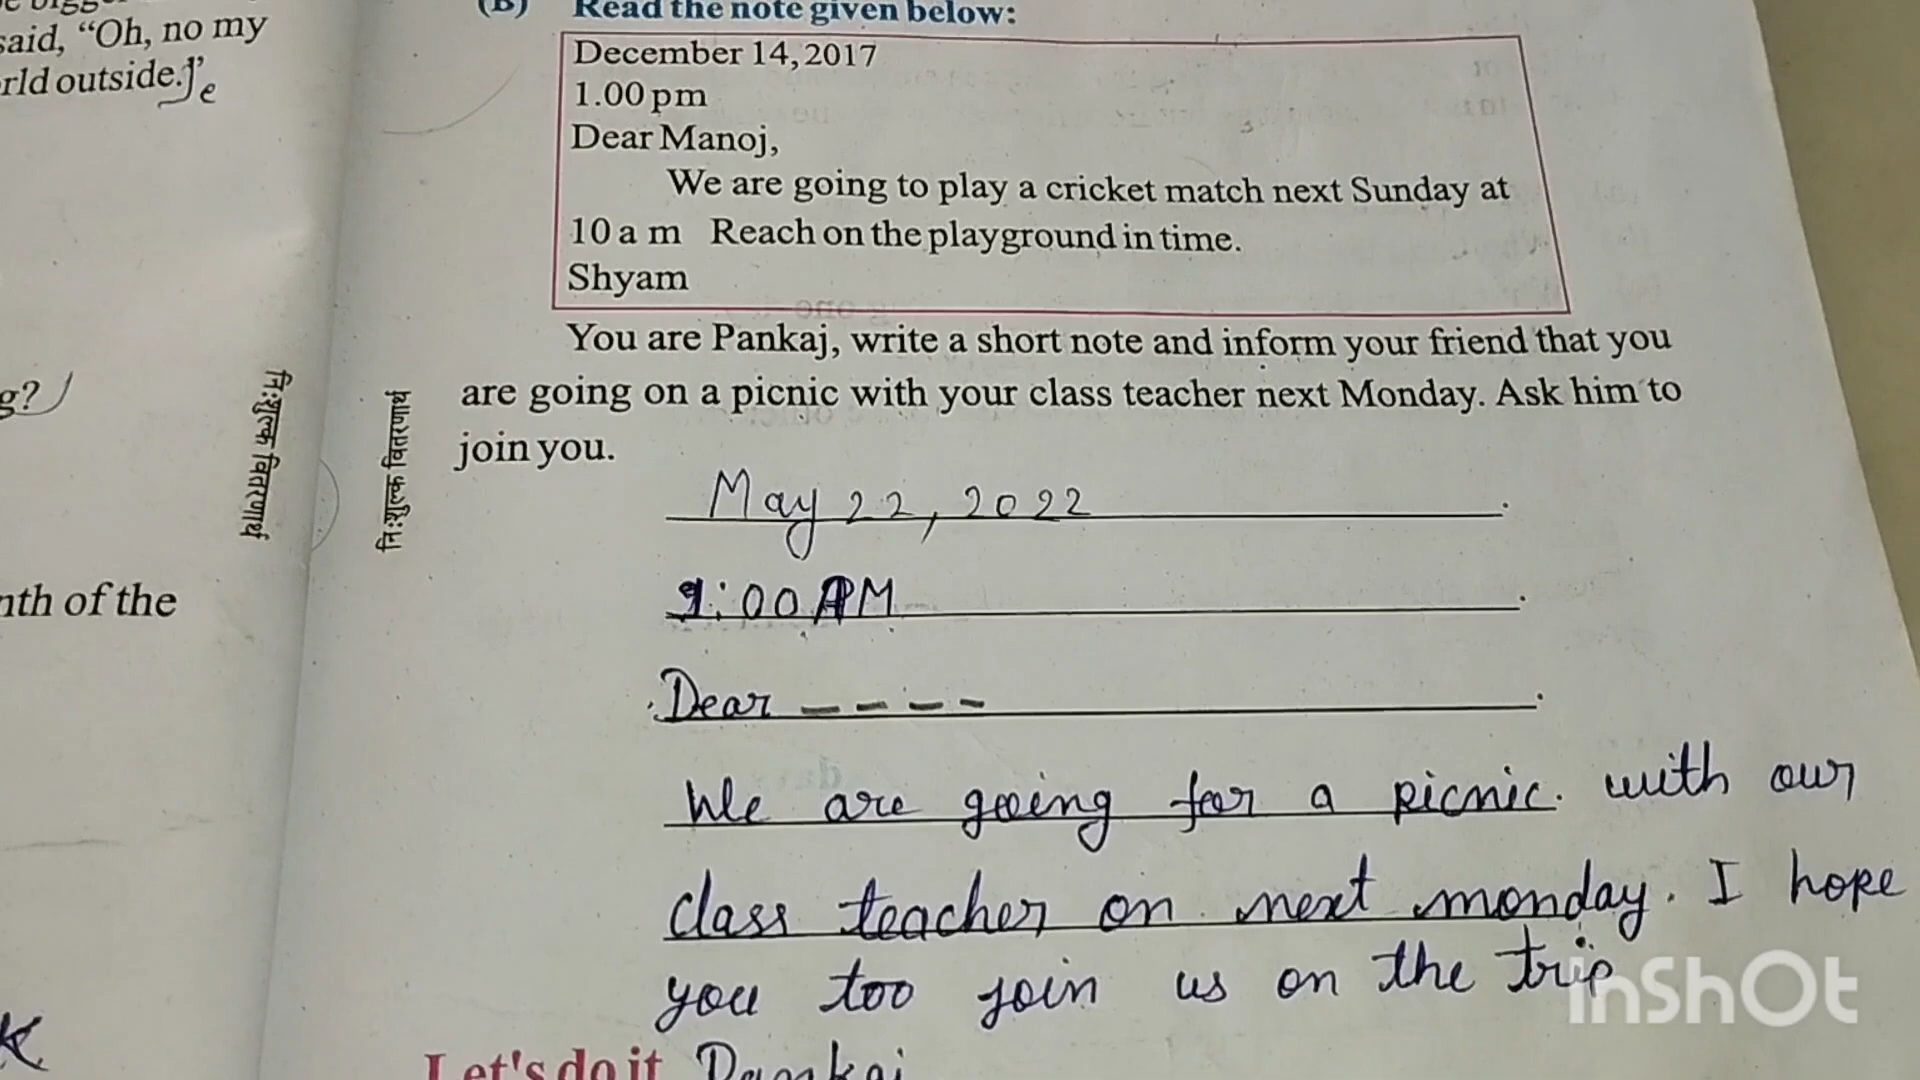 said, “Oh, no my
rld outside.]’
e
g?
nth of the
निःशुल्क वितरणार्थ
निःशुल्क वितरणार्थ
(B) Read the note given below:
December 14, 2017
1.00 pm
Dear Manoj,
We are going to play a cricket match next Sunday at
10 a m Reach on the playground in time.
Shyam
You are Pankaj, write a short note and inform your friend that you
are going on a picnic with your class teacher next Monday. Ask him to
join you.
May 22, 2022
:00 PM
Dear ----
We are going for a picnic. with our
class teacher on next monday. I hope
you too join us on the trip
Let's do it Pankaj
InShOt